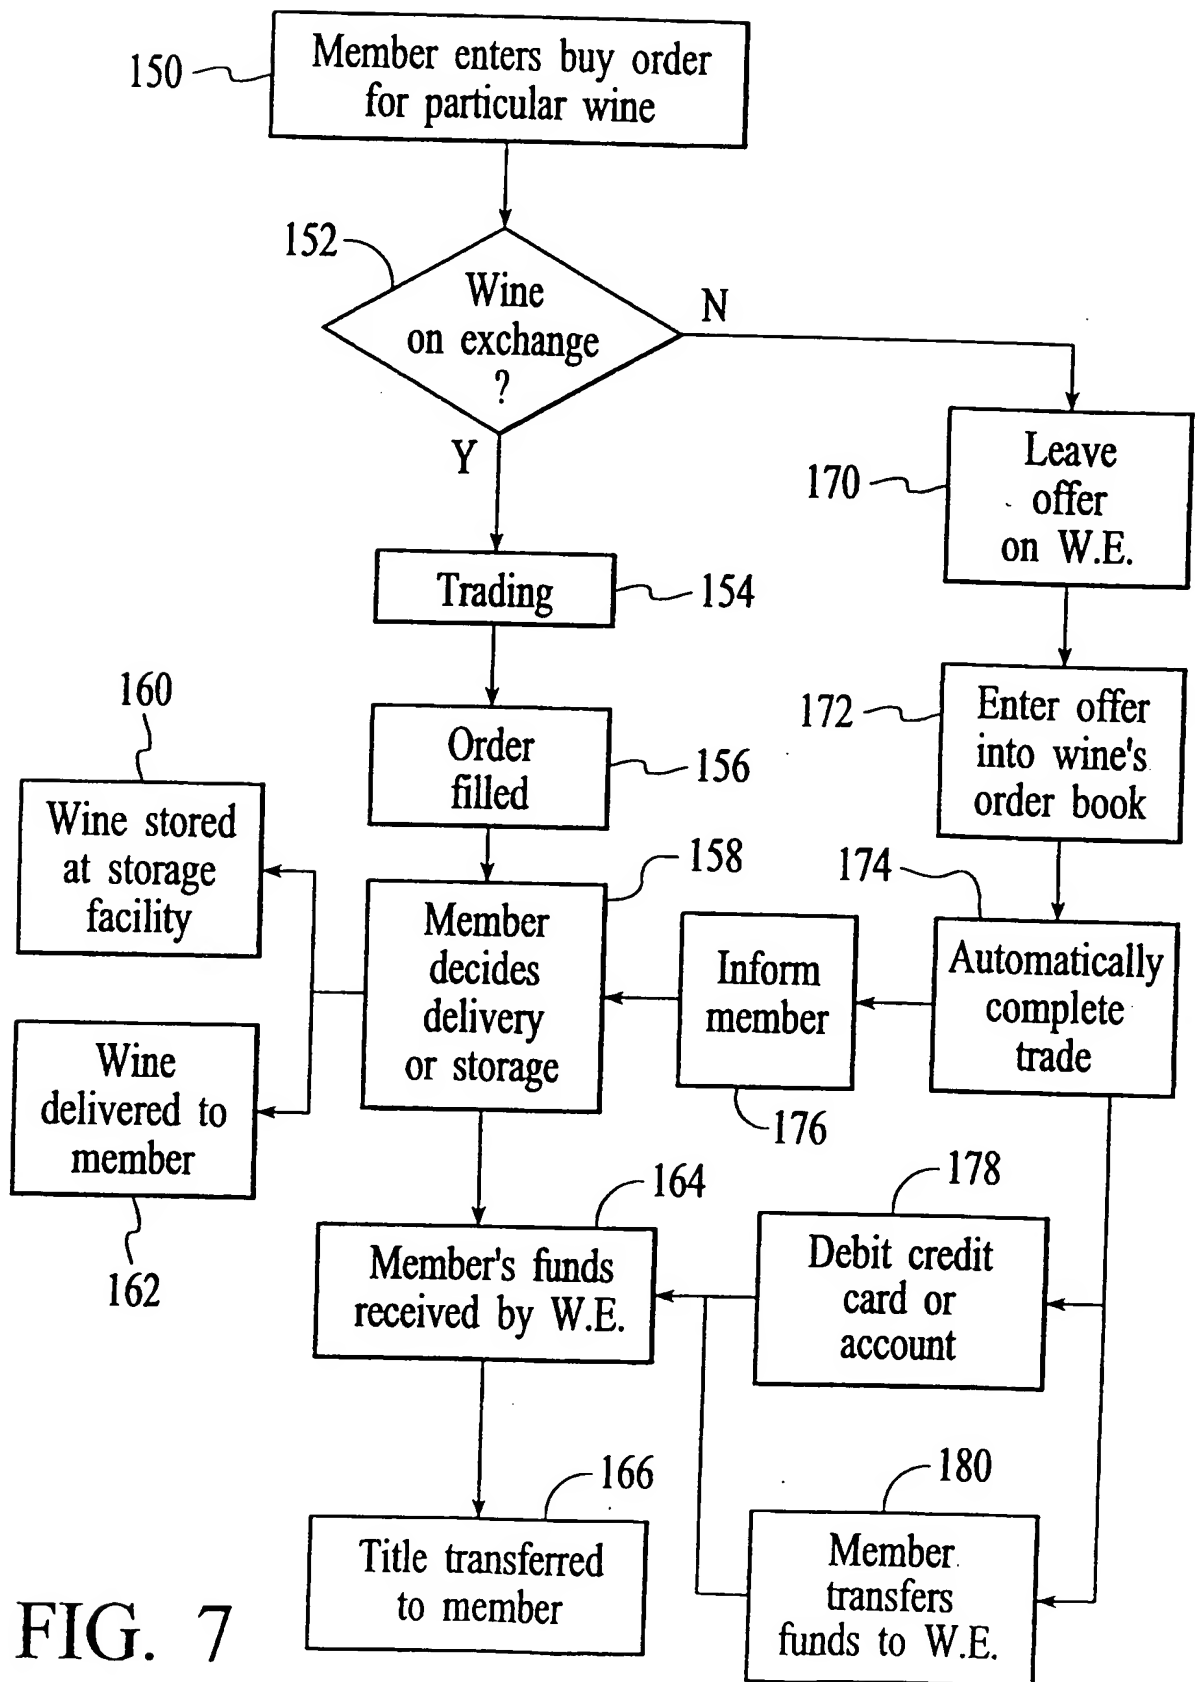 150
Member enters buy order
for particular wine
152
Wine
on exchange
?
N
Y
170
Leave
offer
on W.E.
Trading
154
160
172
Enter offer
into wine's
order book
Order
filled
156
Wine stored
at storage
facility
158
174
Member
decides
delivery
or storage
Inform
member
Automatically
complete
trade
Wine
delivered to
member
176
162
164
178
Member's funds
received by W.E.
Debit credit
card or
account
166
180
Title transferred
to member
Member
transfers
funds to W.E.
FIG. 7